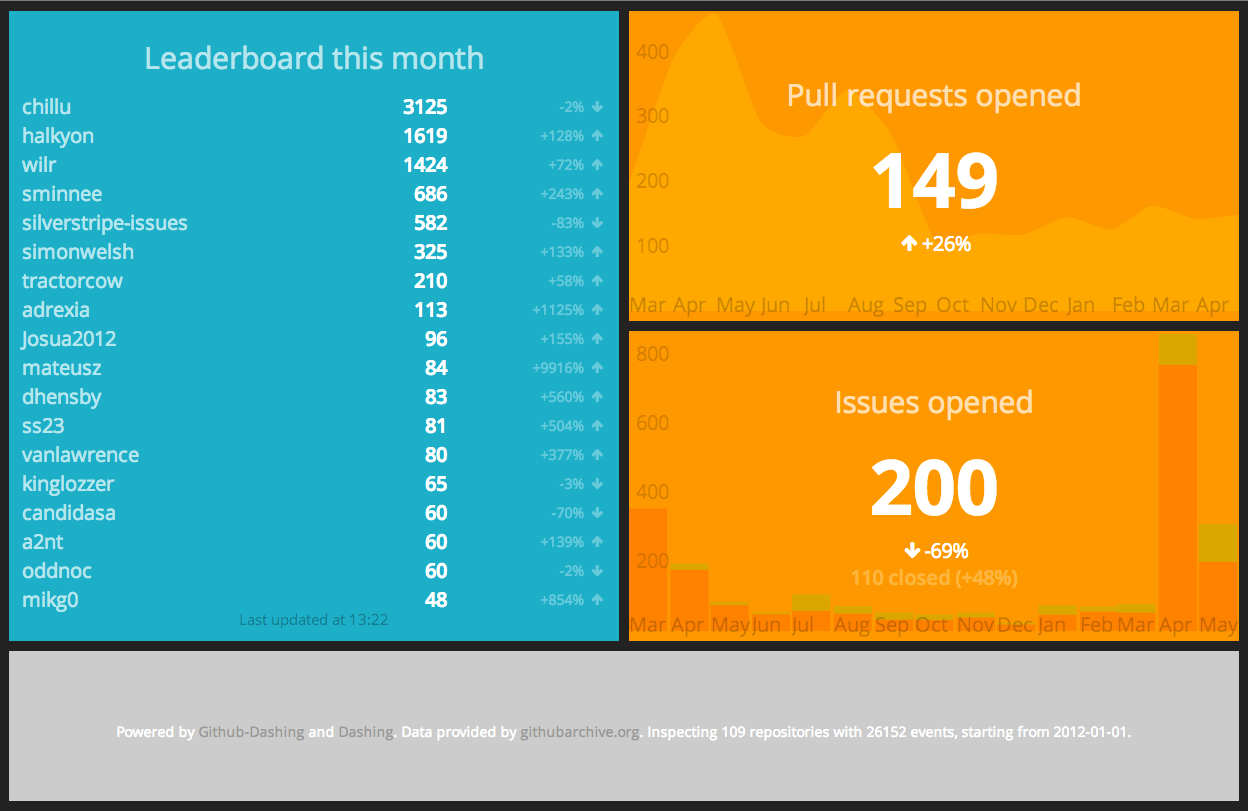 Leaderboard this month
chillu 3125 -2%
halkyon 1619 +128%
wilr 1424 +72%
sminnee 686 +243%
silverstripe-issues 582 -83%
simonwelsh 325 +133%
tractorcow 210 +58%
adrexia 113 +1125%
Josua2012 96 +155%
mateusz 84 +9916%
dhensby 83 +560%
ss23 81 +504%
vanlawrence 80 +377%
kinglozzer 65 -3%
candidasa 60 -70%
a2nt 60 +139%
oddnoc 60 -2%
mikg0 48 +854%
Last updated at 13:22
Pull requests opened
149
+26%
400
300
200
100
Mar Apr May Jun Jul Aug Sep Oct Nov Dec Jan Feb Mar Apr
Issues opened
200
-69%
110 closed (+48%)
800
600
400
200
Mar Apr May Jun Jul Aug Sep Oct Nov Dec Jan Feb Mar Apr May
Powered by Github-Dashing and Dashing. Data provided by githubarchive.org. Inspecting 109 repositories with 26152 events, starting from 2012-01-01.